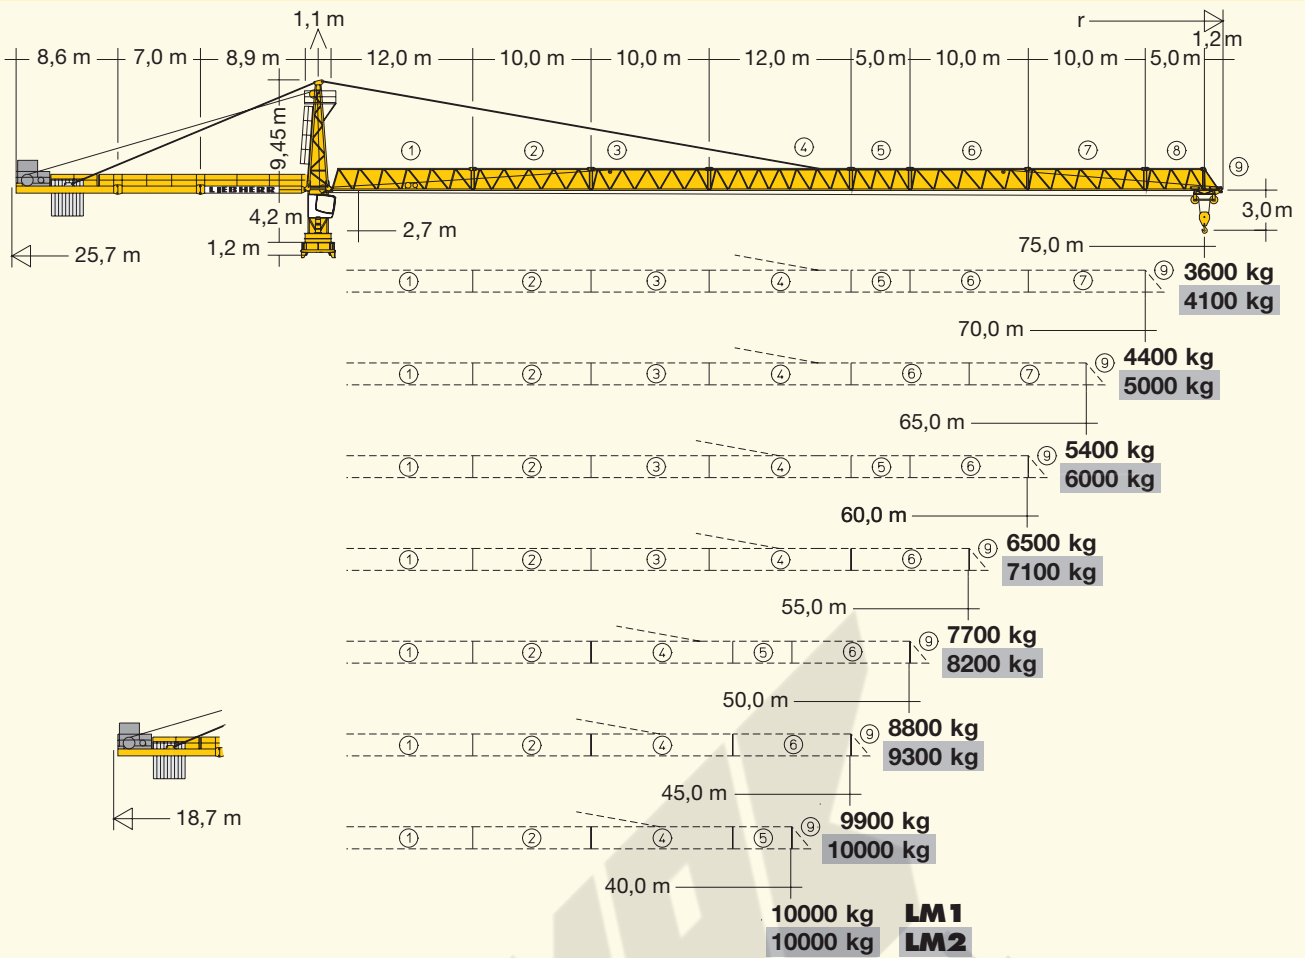 1,1 m
r
1,2 m
8,6 m 7,0 m 8,9 m 12,0 m 10,0 m 10,0 m 12,0 m 5,0 m 10,0 m 10,0 m 5,0 m
9,45 m
1 2 3 4 5 6 7 8 9
LIEBHERR
4,2 m
2,7 m
3,0 m
1,2 m
25,7 m
75,0 m
1 2 3 4 5 6 7 9 3600 kg
4100 kg
70,0 m
1 2 3 4 6 7 9 4400 kg
5000 kg
65,0 m
1 2 3 4 5 6 9 5400 kg
6000 kg
60,0 m
1 2 3 4 6 9 6500 kg
7100 kg
55,0 m
1 2 4 5 6 9 7700 kg
8200 kg
50,0 m
1 2 4 6 9 8800 kg
9300 kg
45,0 m
18,7 m
1 2 4 5 9 9900 kg
10000 kg
40,0 m
10000 kg LM1
10000 kg LM2